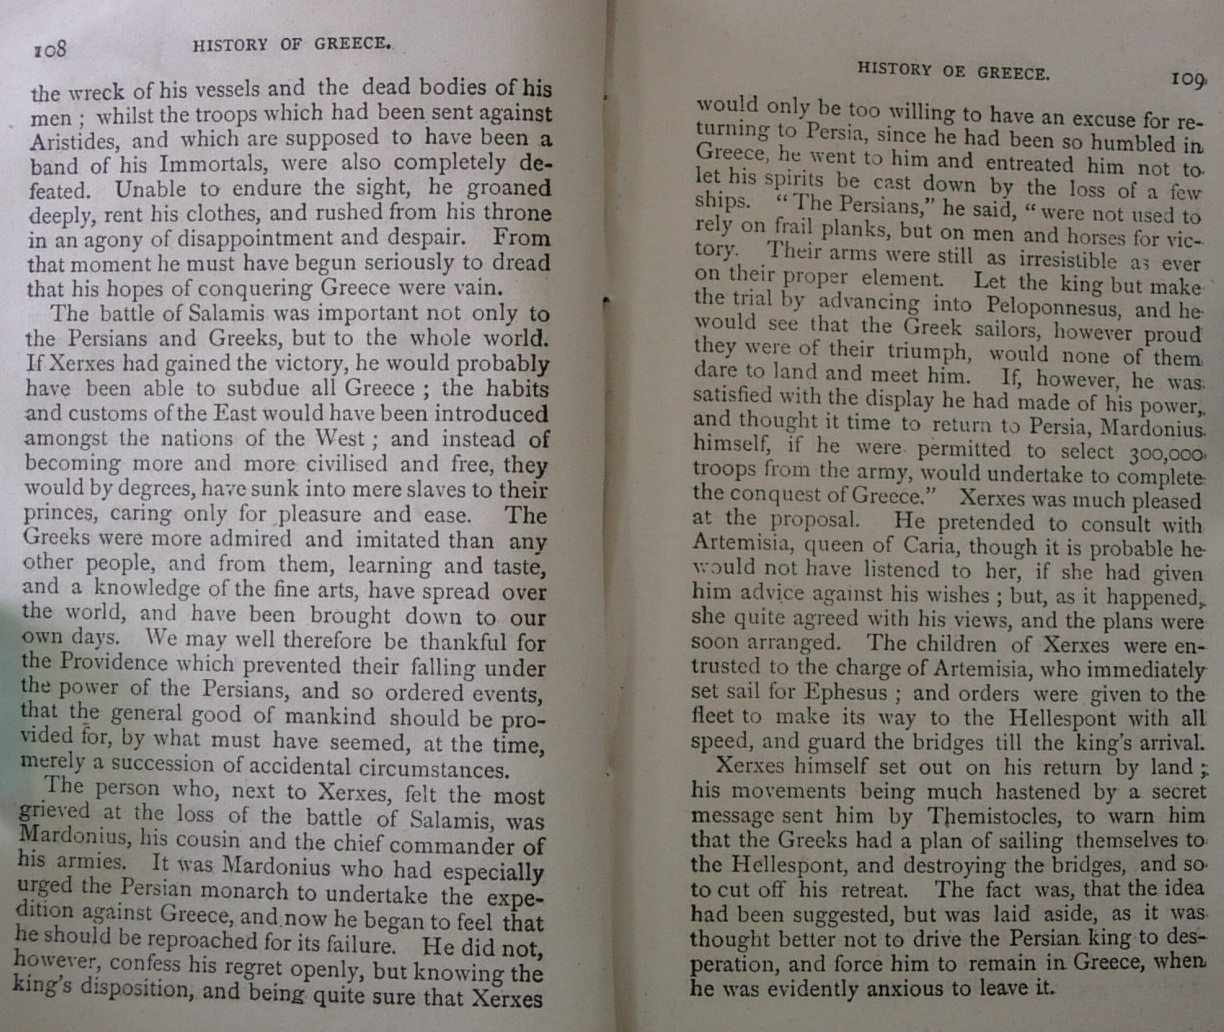 108
HISTORY OF GREECE.
the wreck of his vessels and the dead bodies of his
men ; whilst the troops which had been sent against
Aristides, and which are supposed to have been a
band of his Immortals, were also completely de-
feated. Unable to endure the sight, he groaned
deeply, rent his clothes, and rushed from his throne
in an agony of disappointment and despair. From
that moment he must have begun seriously to dread
that his hopes of conquering Greece were vain.
The battle of Salamis was important not only to
the Persians and Greeks, but to the whole world.
If Xerxes had gained the victory, he would probably
have been able to subdue all Greece ; the habits
and customs of the East would have been introduced
amongst the nations of the West ; and instead of
becoming more and more civilised and free, they
would by degrees, have sunk into mere slaves to their
princes, caring only for pleasure and ease. The
Greeks were more admired and imitated than any
other people, and from them, learning and taste,
and a knowledge of the fine arts, have spread over
the world, and have been brought down to our
own days. We may well therefore be thankful for
the Providence which prevented their falling under
the power of the Persians, and so ordered events,
that the general good of mankind should be pro-
vided for, by what must have seemed, at the time,
merely a succession of accidental circumstances.
The person who, next to Xerxes, felt the most
grieved at the loss of the battle of Salamis, was
Mardonius, his cousin and the chief commander of
his armies. It was Mardonius who had especially
urged the Persian monarch to undertake the expe-
dition against Greece, and now he began to feel that
he should be reproached for its failure. He did not,
however, confess his regret openly, but knowing the
king's disposition, and being quite sure that Xerxes
HISTORY OE GREECE.
109
would only be too willing to have an excuse for re-
turning to Persia, since he had been so humbled in
Greece, he went to him and entreated him not to
let his spirits be cast down by the loss of a few
ships. "The Persians," he said, "were not used to
rely on frail planks, but on men and horses for vic-
tory. Their arms were still as irresistible as ever
on their proper element. Let the king but make
the trial by advancing into Peloponnesus, and he
would see that the Greek sailors, however proud
they were of their triumph, would none of them
dare to land and meet him. If, however, he was
satisfied with the display he had made of his power,
and thought it time to return to Persia, Mardonius
himself, if he were permitted to select 300,000
troops from the army, would undertake to complete
the conquest of Greece." Xerxes was much pleased
at the proposal. He pretended to consult with
Artemisia, queen of Caria, though it is probable he
would not have listened to her, if she had given
him advice against his wishes ; but, as it happened,
she quite agreed with his views, and the plans were
soon arranged. The children of Xerxes were en-
trusted to the charge of Artemisia, who immediately
set sail for Ephesus ; and orders were given to the
fleet to make its way to the Hellespont with all
speed, and guard the bridges till the king's arrival.
Xerxes himself set out on his return by land ;
his movements being much hastened by a secret
message sent him by Themistocles, to warn him
that the Greeks had a plan of sailing themselves to
the Hellespont, and destroying the bridges, and so
to cut off his retreat. The fact was, that the idea
had been suggested, but was laid aside, as it was
thought better not to drive the Persian king to des-
peration, and force him to remain in Greece, when
he was evidently anxious to leave it.